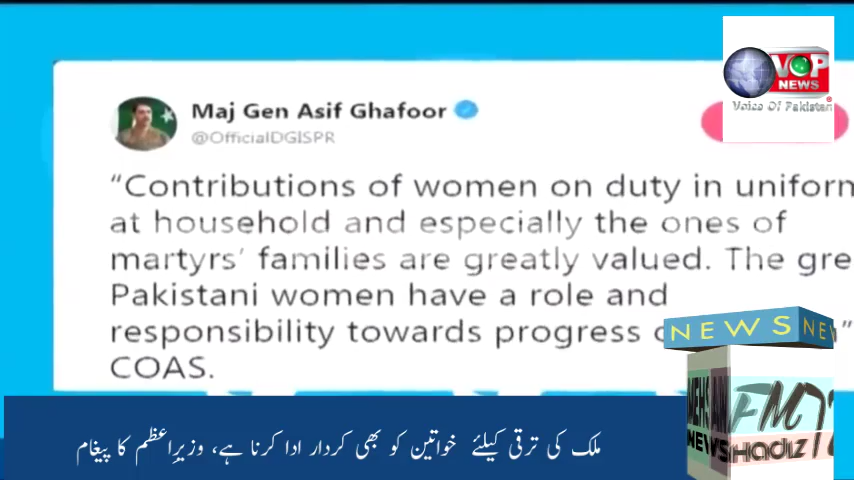 Maj Gen Asif Ghafoor
@OfficialDGISPR
VOP
NEWS
Voice Of Pakistan
"Contributions of women on duty in uniform
at household and especially the ones of
martyrs' families are greatly valued. The gre
Pakistani women have a role and
responsibility towards progress
COAS.
NEWS NEW
NEWS
ملک کی ترقی کیلئے خواتین کو بھی کردار ادا کرنا ہے، وزیراعظم کا پیغام